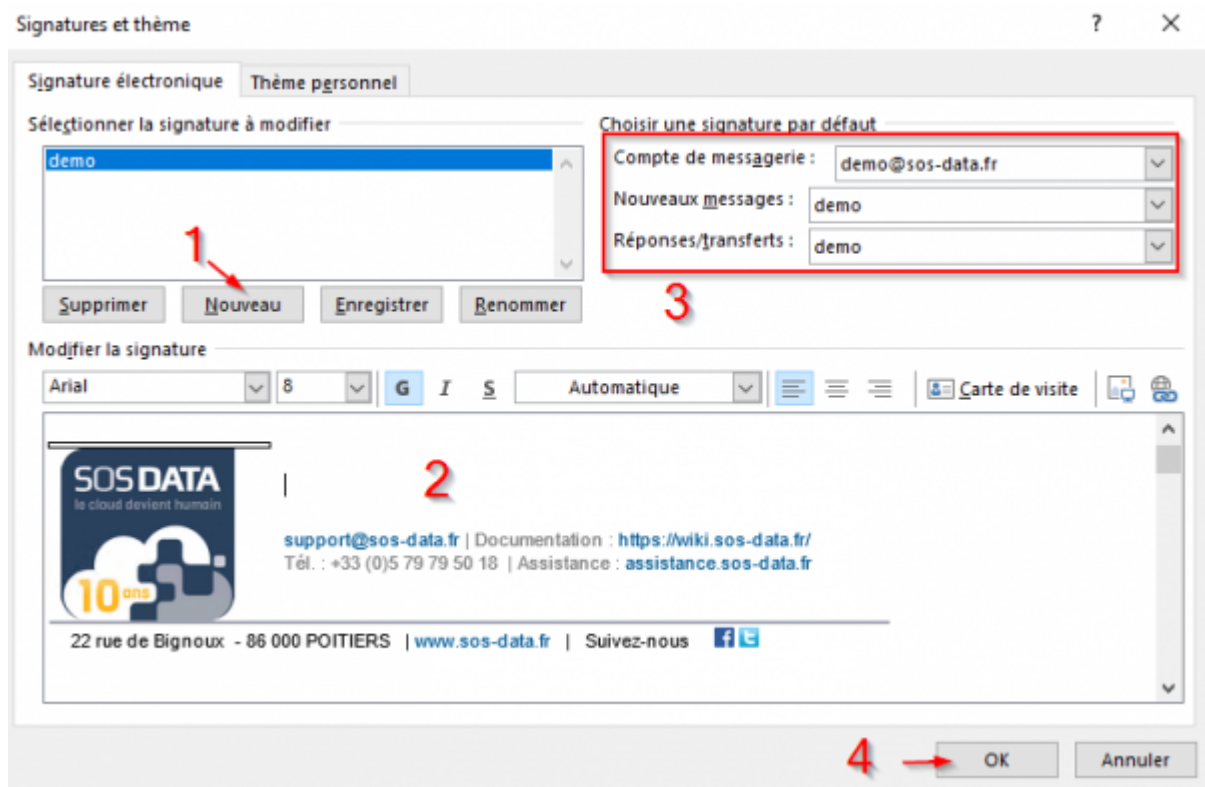 Signatures et thème ? ×
Signature électronique Thème personnel
Sélectionner la signature à modifier
demo
1
Supprimer Nouveau Enregistrer Renommer
Choisir une signature par défaut
Compte de messagerie : demo@sos-data.fr
Nouveaux messages : demo
Réponses/transferts : demo
3
Modifier la signature
Arial 8 G I S Automatique Carte de visite
SOS DATA
le cloud devient humain
10 ans
2
support@sos-data.fr | Documentation : https://wiki.sos-data.fr/
Tél. : +33 (0)5 79 79 50 18 | Assistance : assistance.sos-data.fr
22 rue de Bignoux - 86 000 POITIERS | www.sos-data.fr | Suivez-nous
4 OK Annuler